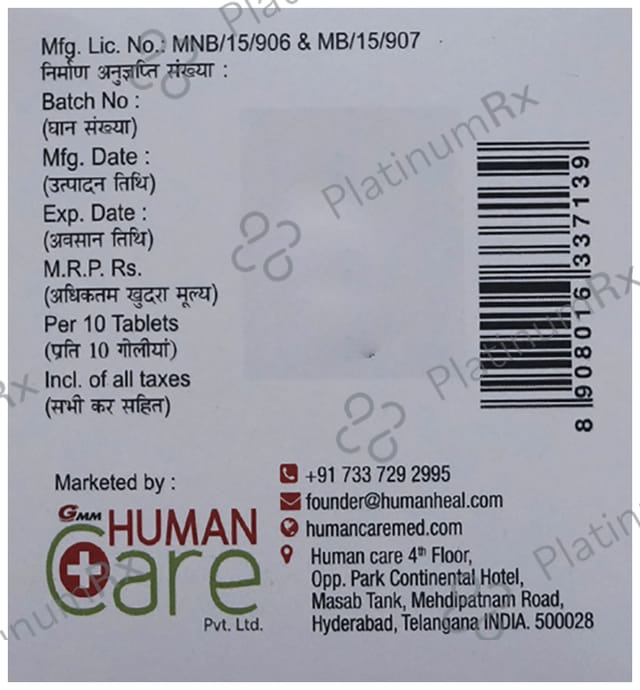 Mfg. Lic. No.: MNB/15/906 & MB/15/907
निर्माण अनुज्ञप्ति संख्या :
Batch No :
(घान संख्या)
Mfg. Date :
(उत्पादन तिथि)
Exp. Date :
(अवसान तिथि)
M.R.P. Rs.
(अधिकतम खुदरा मूल्य)
Per 10 Tablets
(प्रति 10 गोलीयां)
Incl. of all taxes
(सभी कर सहित)
8 908016 337139
Marketed by :
GMM HUMAN
Care
Pvt. Ltd.
+91 733 729 2995
founder@humanheal.com
humancaremed.com
Human care 4th Floor,
Opp. Park Continental Hotel,
Masab Tank, Mehdipatnam Road,
Hyderabad, Telangana INDIA. 500028
PlatinumRx
PlatinumRx
PlatinumRx